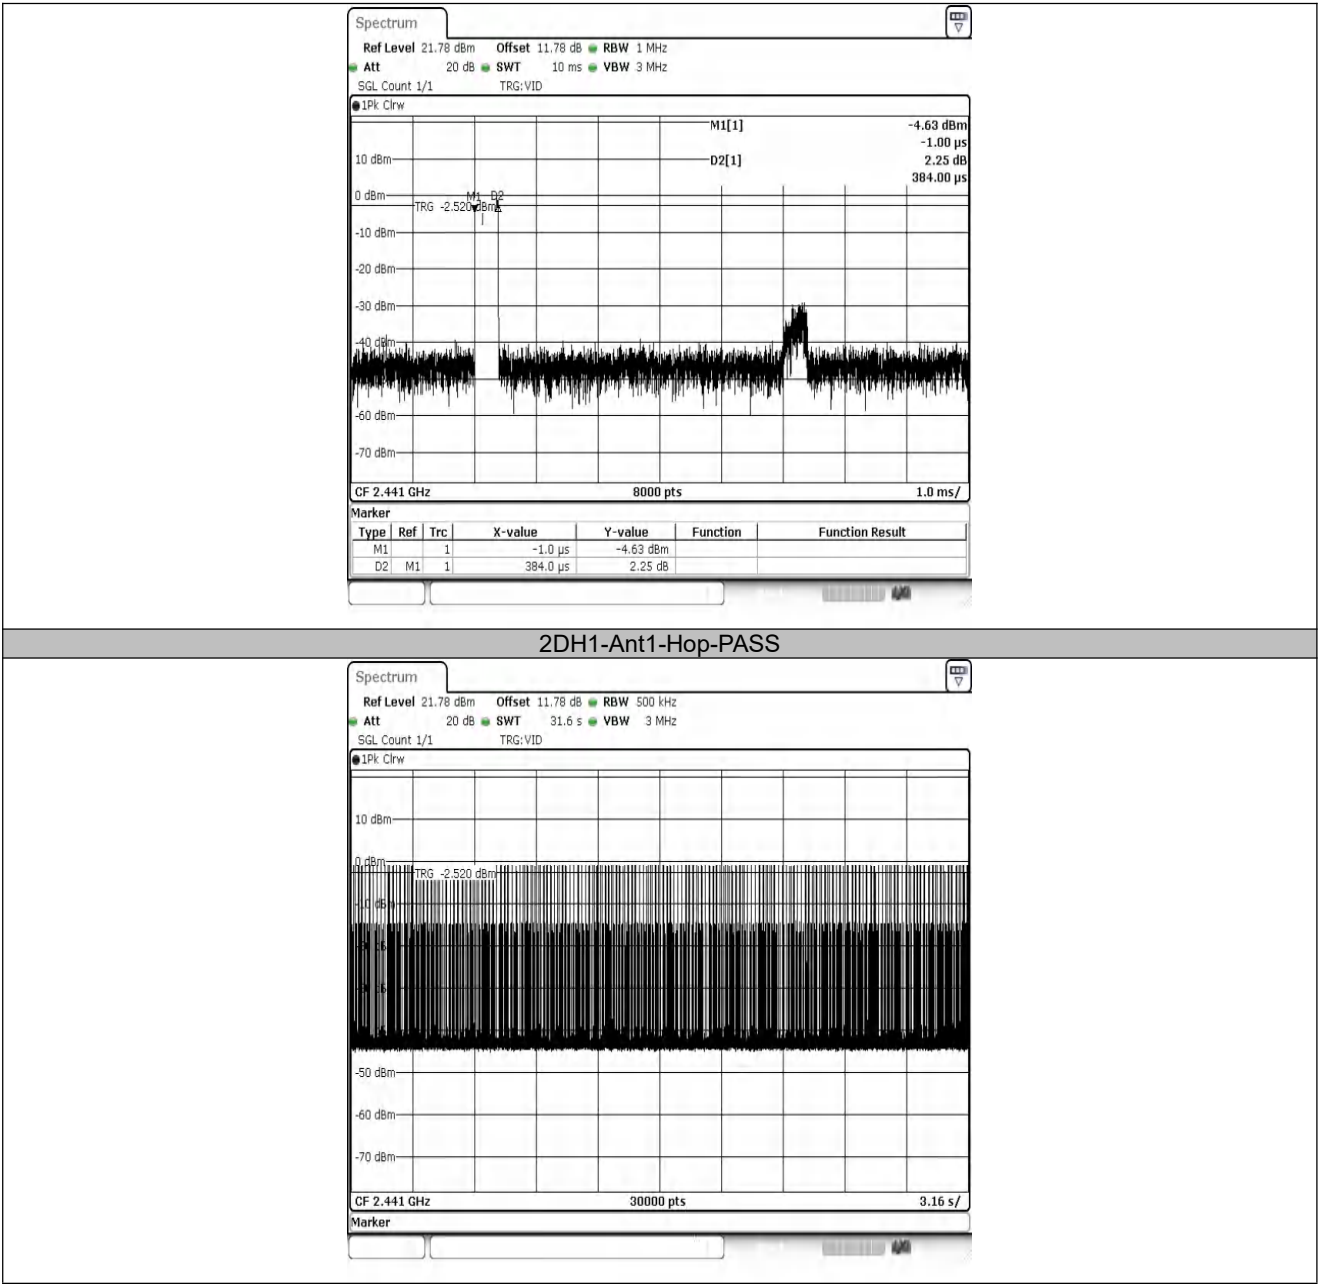 Spectrum
Ref Level 21.78 dBm Offset 11.78 dB RBW 1 MHz
Att 20 dB SWT 10 ms VBW 3 MHz
SGL Count 1/1 TRG:VID
1Pk Clrw
M1[1] -4.63 dBm
-1.00 µs
10 dBm D2[1] 2.25 dB
384.00 µs
0 dBm M1 D2
TRG -2.520 dBm
-10 dBm
-20 dBm
-30 dBm
-40 dBm
-60 dBm
-70 dBm
CF 2.441 GHz 8000 pts 1.0 ms/
Marker
Type Ref Trc X-value Y-value Function Function Result
M1 1 -1.0 µs -4.63 dBm
D2 M1 1 384.0 µs 2.25 dB
2DH1-Ant1-Hop-PASS
Spectrum
Ref Level 21.78 dBm Offset 11.78 dB RBW 500 kHz
Att 20 dB SWT 31.6 s VBW 3 MHz
SGL Count 1/1 TRG:VID
1Pk Clrw
10 dBm
0 dBm
TRG -2.520 dBm
-50 dBm
-60 dBm
-70 dBm
CF 2.441 GHz 30000 pts 3.16 s/
Marker